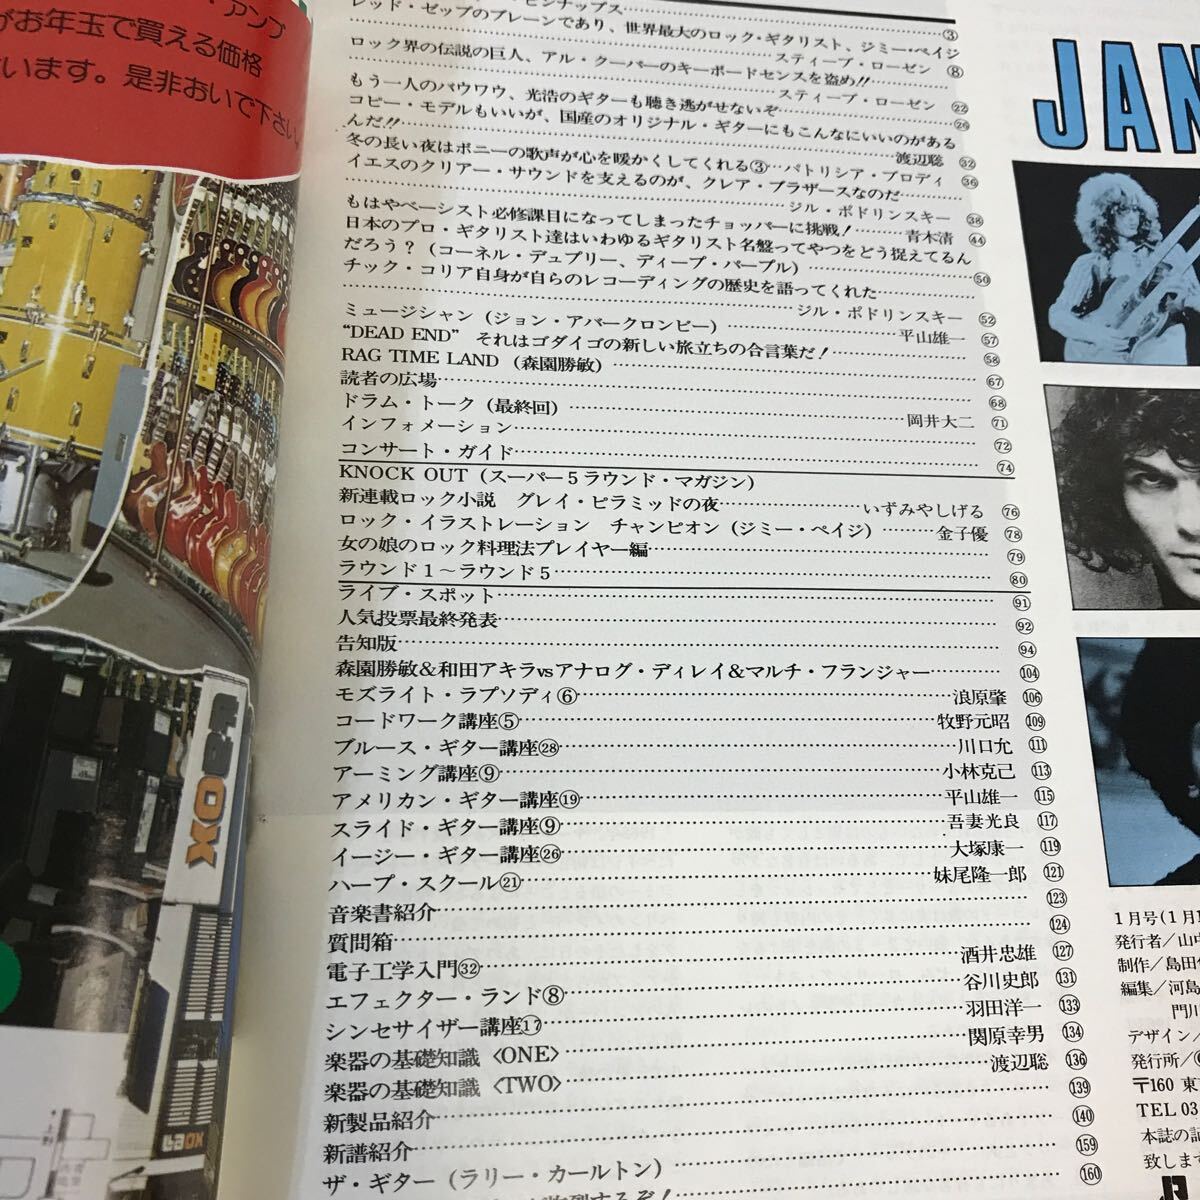 アンプ
がお年玉で買える価格
います。是非おいで下さい。
レッド・ゼップのブレーンであり、世界最大のロック・ギタリスト、ジミー・ペイジ ③
スティーブ・ローゼン ⑧
ロック界の伝説の巨人、アル・クーパーのキーボードセンスを盗め!!
スティーブ・ローゼン ㉒
もう一人のバウワウ、光浩のギターも聴き逃がせないぞ ㉖
コピー・モデルもいいが、国産のオリジナル・ギターにもこんなにいいのがある
んだ!! 渡辺聡 ㉜
冬の長い夜はボニーの歌声が心を暖かくしてくれる③ パトリシア・ブロディ ㊱
イエスのクリアー・サウンドを支えるのが、クレア・ブラザースなのだ
ジル・ポドリンスキー ㊳
もはやベーシスト必修課目になってしまったチョッパーに挑戦! 青木清 ㊹
日本のプロ・ギタリスト達はいわゆるギタリスト名盤ってやつをどう捉えてるん
だろう?(コーネル・デュプリー、ディープ・パープル) ㊿
チック・コリア自身が自らのレコーディングの歴史を語ってくれた
ジル・ポドリンスキー 52
ミュージシャン(ジョン・アバークロンビー) 平山雄一 57
“DEAD END” それはゴダイゴの新しい旅立ちの合言葉だ! 58
RAG TIME LAND (森園勝敏) 67
読者の広場 68
ドラム・トーク(最終回) 岡井大二 71
インフォメーション 72
コンサート・ガイド 74
KNOCK OUT(スーパー5ラウンド・マガジン)
新連載ロック小説 グレイ・ピラミッドの夜 いずみやしげる 76
ロック・イラストレーション チャンピオン(ジミー・ペイジ) 金子優 78
女の娘のロック料理法プレイヤー編 79
ラウンド1~ラウンド5 80
ライブ・スポット 91
人気投票最終発表 92
告知版 94
森園勝敏&和田アキラvsアナログ・ディレイ&マルチ・フランジャー 104
モズライト・ラプソディ⑥ 浪原肇 106
コードワーク講座⑤ 牧野元昭 109
ブルース・ギター講座㉘ 川口允 111
アーミング講座⑨ 小林克己 113
アメリカン・ギター講座⑲ 平山雄一 115
スライド・ギター講座⑨ 吾妻光良 117
イージー・ギター講座㉖ 大塚康一 119
ハープ・スクール㉑ 妹尾隆一郎 121
音楽書紹介 123
質問箱 124
電子工学入門㉜ 酒井忠雄 127
エフェクター・ランド⑧ 谷川史郎 131
シンセサイザー講座⑰ 羽田洋一 133
楽器の基礎知識〈ONE〉 関原幸男 134
楽器の基礎知識〈TWO〉 渡辺聡 136
新製品紹介 139
新譜紹介 140
ザ・ギター(ラリー・カールトン) 159
160
JAN
1月号(1月
発行者/山
制作/島田
編集/河島
門川
デザイン/
発行所/
〒160 東
TEL 03
本誌の記
致します